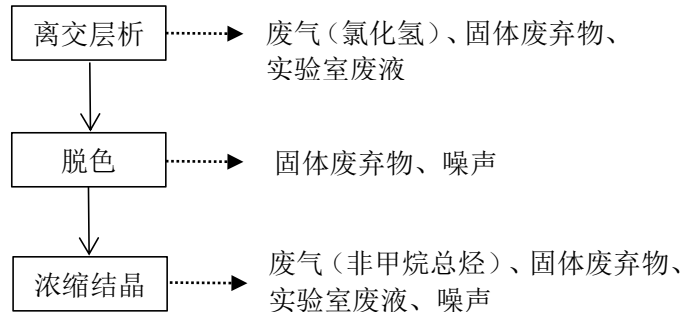 离交层析
废气（氯化氢）、固体废弃物、
实验室废液
脱色
固体废弃物、噪声
浓缩结晶
废气（非甲烷总烃）、固体废弃物、
实验室废液、噪声